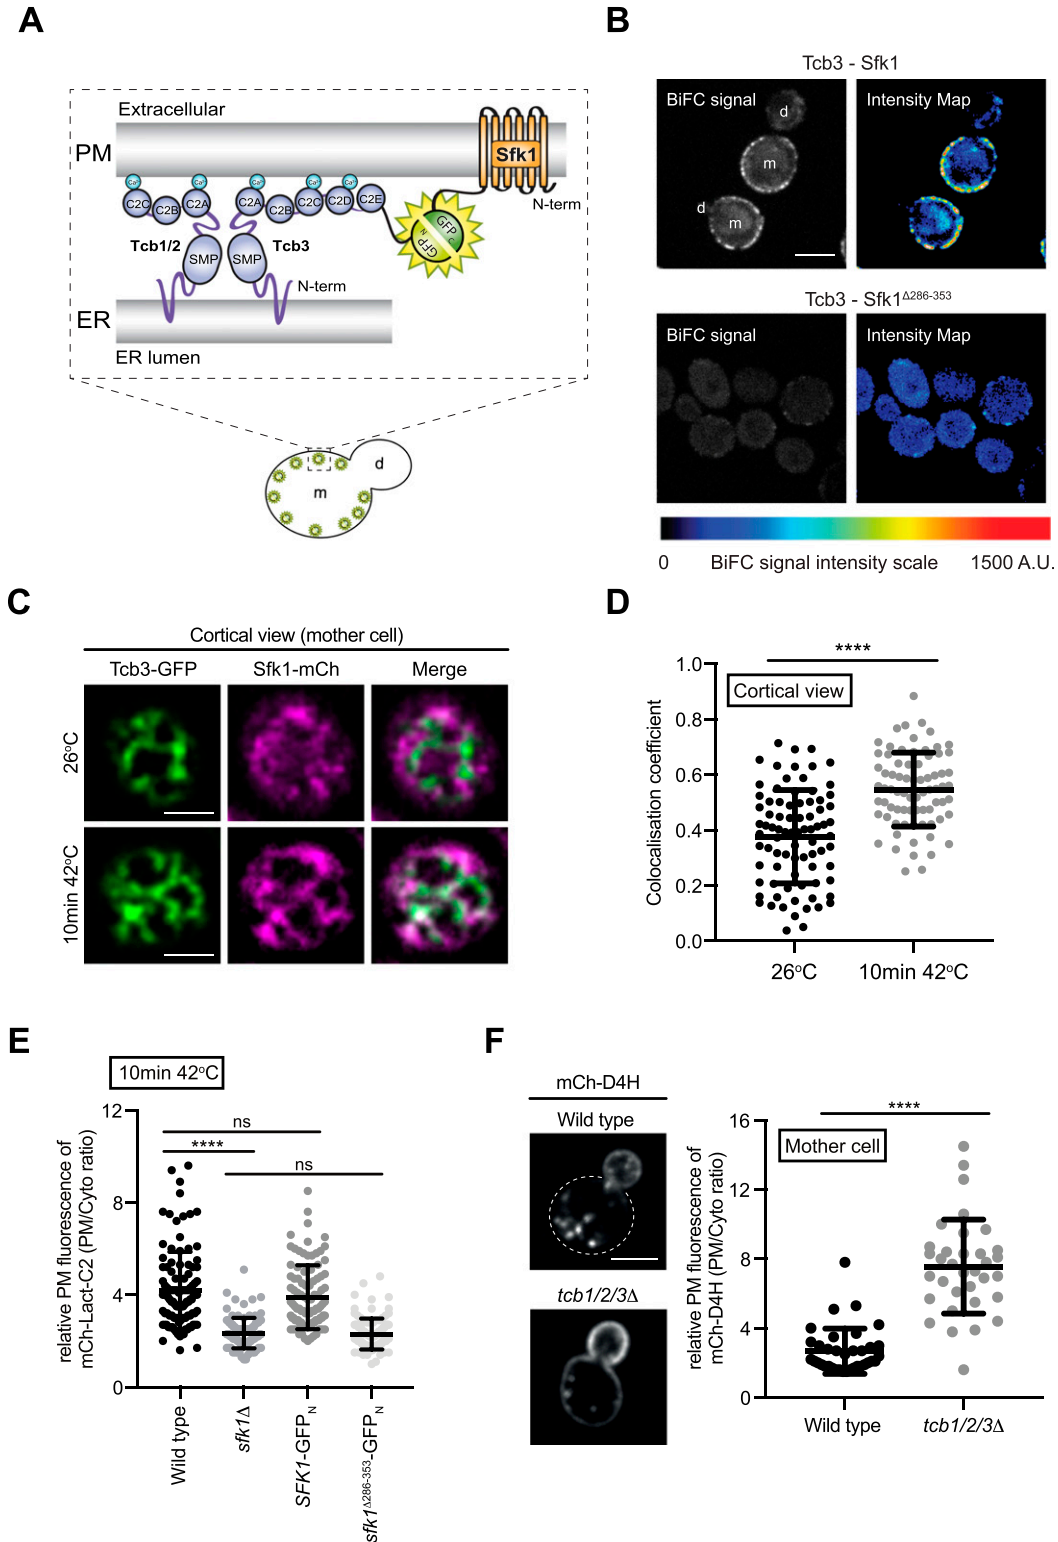 A
Extracellular
PM
Sfk1
Ca²⁺ Ca²⁺ Ca²⁺ Ca²⁺ Ca²⁺
C2C C2B C2A C2A C2B C2C C2D C2E
N-term
GFP C
GFP N
Tcb1/2 Tcb3
SMP SMP
N-term
ER
ER lumen
d
m
B
Tcb3 - Sfk1
BiFC signal Intensity Map
d
m
d
m
Tcb3 - Sfk1Δ286-353
BiFC signal Intensity Map
0 BiFC signal intensity scale 1500 A.U.
C
Cortical view (mother cell)
Tcb3-GFP Sfk1-mCh Merge
26°C
10min 42°C
D
****
Cortical view
Colocalisation coefficient
1.0
0.8
0.6
0.4
0.2
0.0
26°C 10min 42°C
E
10min 42°C
relative PM fluorescence of
mCh-Lact-C2 (PM/Cyto ratio)
12
8
4
0
ns
****
ns
Wild type
sfk1Δ
SFK1-GFPN
sfk1Δ286-353-GFPN
F
mCh-D4H
Wild type
tcb1/2/3Δ
relative PM fluorescence of
mCh-D4H (PM/Cyto ratio)
16
12
8
4
0
****
Mother cell
Wild type tcb1/2/3Δ